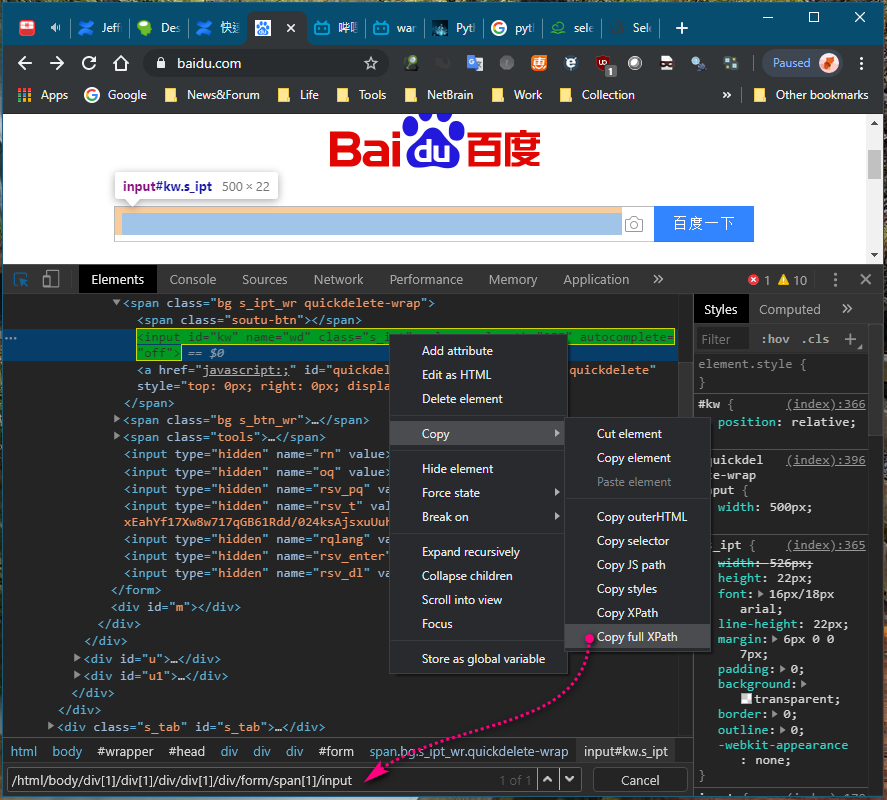 Jeffi
Des
快速
哔哩
war
Pytl
pytl
sele
Sele
baidu.com
1
Paused
Apps
Google
News&Forum
Life
Tools
NetBrain
Work
Collection
»
Other bookmarks
Bai du 百度
input#kw.s_ipt 500 × 22
百度一下
Elements
Console
Sources
Network
Performance
Memory
Application
»
1
10
<span class="bg s_ipt_wr quickdelete-wrap">
<span class="soutu-btn"></span>
<input id="kw" name="wd" class="s_ autocomplete=
"off"> == $0
<a href="javascript:;" id="quickd quickdelete"
style="top: 0px; right: 0px; displa
</span>
<span class="bg s_btn_wr">…</span>
<span class="tools">…</span>
<input type="hidden" name="rn" value>
<input type="hidden" name="oq" value>
<input type="hidden" name="rsv_pq" va
<input type="hidden" name="rsv_t" val
xEahYf17Xw8w717qGB61Rdd/024ksAjsxuUuh
<input type="hidden" name="rqlang" va
<input type="hidden" name="rsv_enter"
<input type="hidden" name="rsv_dl" va
</form>
<div id="m"></div>
</div>
</div>
<div id="u">…</div>
<div id="u1">…</div>
</div>
</div>
<div class="s_tab" id="s_tab">…</div>
Add attribute
Edit as HTML
Delete element
Copy
Hide element
Force state
Break on
Expand recursively
Collapse children
Scroll into view
Focus
Store as global variable
Cut element
Copy element
Paste element
Copy outerHTML
Copy selector
Copy JS path
Copy styles
Copy XPath
Copy full XPath
Styles
Computed
»
Filter
:hov
.cls
+
element.style {
}
#kw { (index):366
position: relative;
quickdel (index):396
ete-wrap
input {
width: 500px;
s_ipt { (index):365
width: 526px;
height: 22px;
font: 16px/18px
arial;
line-height: 22px;
margin: 6px 0 0
7px;
padding: 0;
background:
transparent;
border: 0;
outline: 0;
-webkit-appearance
: none;
}
html
body
#wrapper
#head
div
div
div
#form
span.bg.s_ipt_wr.quickdelete-wrap
input#kw.s_ipt
/html/body/div[1]/div[1]/div/div[1]/div/form/span[1]/input
1 of 1
Cancel